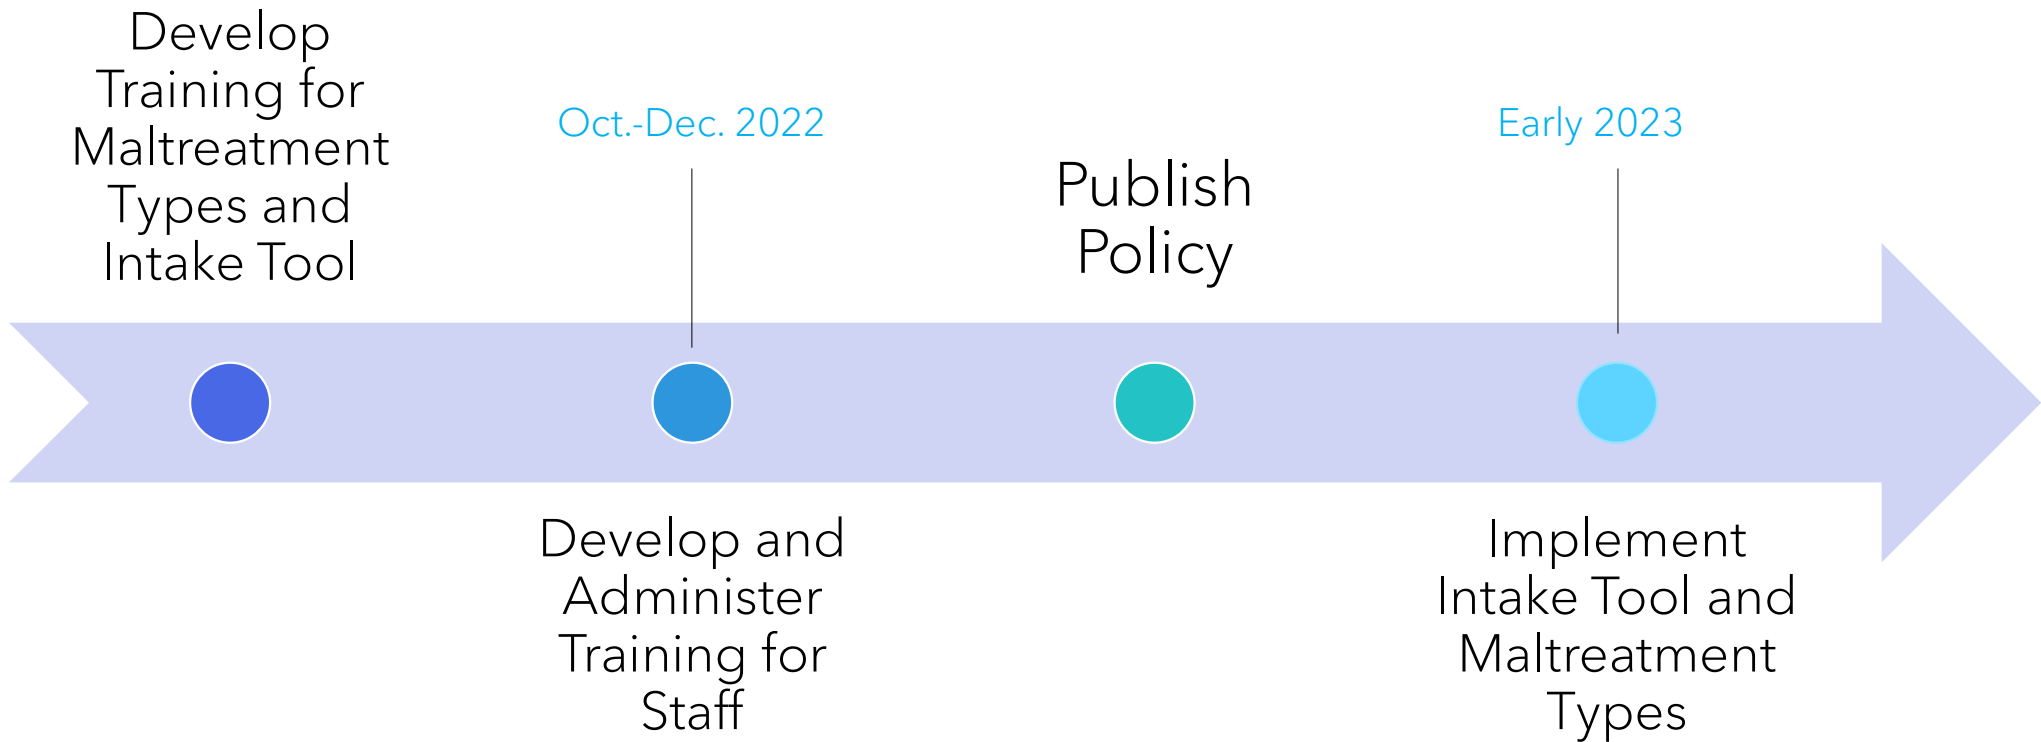 Develop
Training for
Maltreatment
Types and
Intake Tool
Oct.-Dec. 2022
Develop and
Administer
Training for
Staff
Publish
Policy
Early 2023
Implement
Intake Tool and
Maltreatment
Types